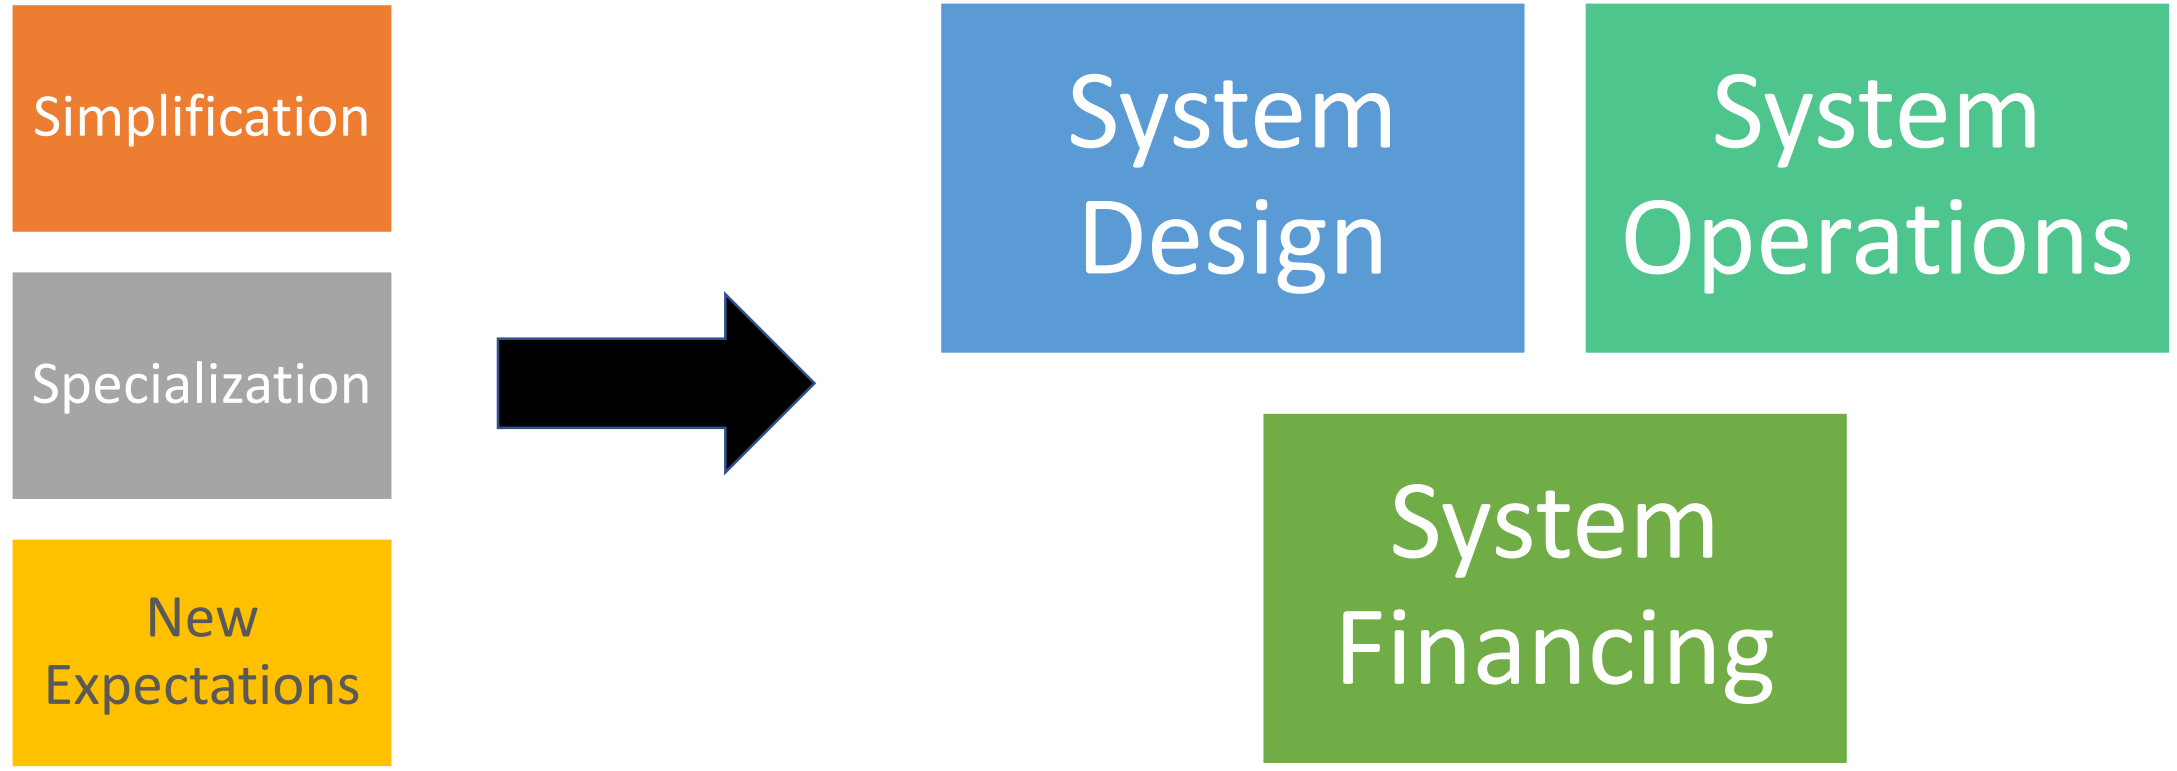 Simplification
Specialization
New
Expectations
System
Design
System
Operations
System
Financing